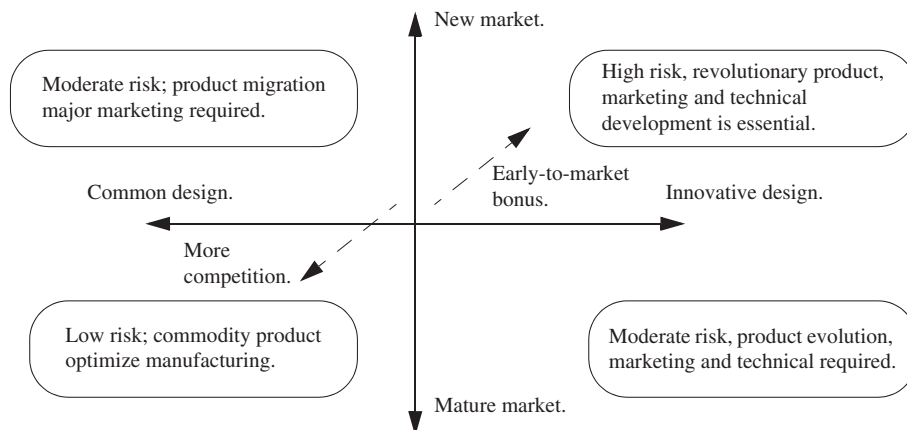 New market.
Moderate risk; product migration
major marketing required.
High risk, revolutionary product,
marketing and technical
development is essential.
Early-to-market
bonus.
Common design.
Innovative design.
More
competition.
Low risk; commodity product
optimize manufacturing.
Moderate risk, product evolution,
marketing and technical required.
Mature market.